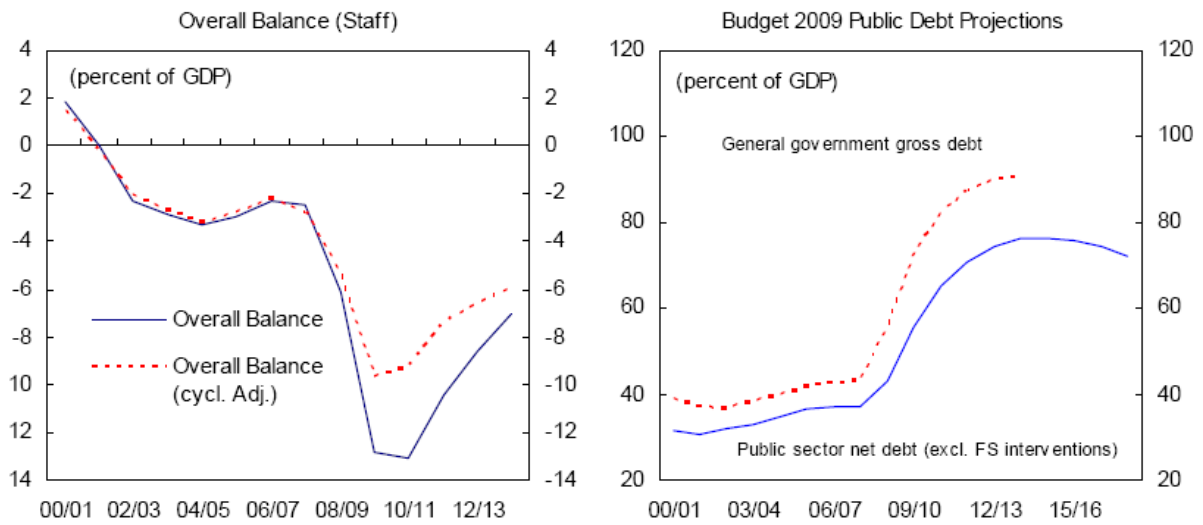 Overall Balance (Staff)
4
2
0
-2
-4
-6
-8
10
12
14
(percent of GDP)
Overall Balance
Overall Balance
(cycl. Adj.)
4
2
0
-2
-4
-6
-8
-10
-12
-14
00/01 02/03 04/05 06/07 08/09 10/11 12/13
Budget 2009 Public Debt Projections
120
100
80
60
40
20
(percent of GDP)
General government gross debt
Public sector net debt (excl. FS interventions)
120
100
80
60
40
20
00/01 03/04 06/07 09/10 12/13 15/16